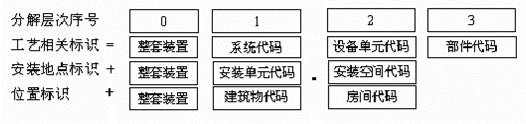 分解层次序号 0 1 2 3
工艺相关标识 = 整套装置 系统代码 设备单元代码 部件代码
安装地点标识 + 整套装置 安装单元代码 . 安装空间代码
位置标识 + 整套装置 建筑物代码 房间代码